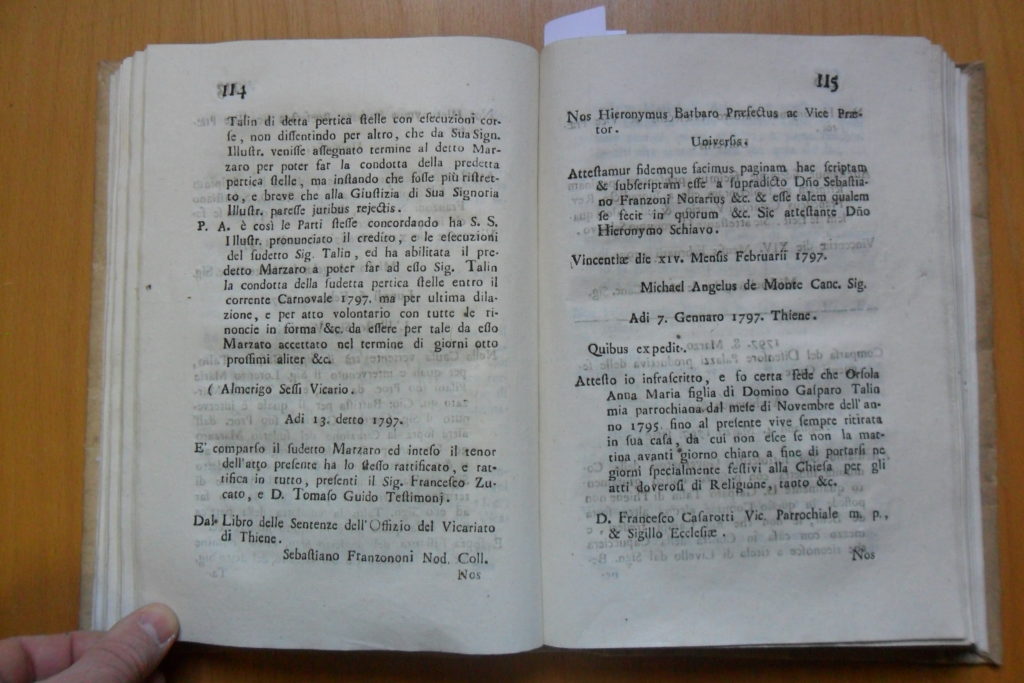 114
Talin di detta pertica stelle con esecuzioni cor-
se, non dissentindo per altro, che da Sua Sign.
Illustr. venisse assegnato termine al detto Mar-
zaro per poter far la condotta della predetta
pertica stelle, ma instando che fosse più ristret-
to, e breve che alla Giustizia di Sua Signoria
Illustr. paresse juribus rejectis.
P. A. è così le Parti stesse concordando ha S. S.
Illustr. pronunciato il credito, e le esecuzioni
del sudetto Sig. Talin, ed ha abilitata il pre-
detto Marzaro a poter far ad esso Sig. Talin
la condotta della sudetta pertica stelle entro il
corrente Carnovale 1797. ma per ultima dila-
zione, e per atto volontario con tutte le ri-
noncie in forma &c. da essere per tale da esso
Marzato accettato nel termine di giorni otto
prossimi aliter &c.
( Almerigo Sessi Vicario.
Adi 13. detto 1797.
E' comparso il sudetto Marzaro ed inteso il tenor
dell'atto presente ha lo stesso rattificato, e rat-
tifica in tutto, presenti il Sig. Francesco Zu-
cato, e D. Tomaso Guido Testimonj.
Dal Libro delle Sentenze dell'Offizio del Vicariato
di Thiene.
Sebastiano Franzononi Nod. Coll.
Nos
115
Nos Hieronymus Barbaro Præfectus ac Vice Præ-
tor.
Universis.
Attestamur fidemque facimus paginam hac scriptam
& subscriptam esse a supradicto Dño Sebastia-
no Franzoni Notarius &c. & esse talem qualem
se fecit in quorum &c. Sic attestante Dño
Hieronymo Schiavo.
Vincentiæ die XIV. Mensis Februarii 1797.
Michael Angelus de Monte Canc. Sig.
Adi 7. Gennaro 1797. Thiene.
Quibus expedit.
Attesto io infrascritto, e fo certa fede che Orsola
Anna Maria figlia di Domino Gasparo Talin
mia parrochiana dal mese di Novembre dell'an-
no 1795. fino al presente vive sempre ritirata
in sua casa, da cui non esce se non la mat-
tina avanti giorno chiaro a fine di portarsi ne
giorni specialmente festivi alla Chiesa per gli
atti doverosi di Religione, tanto &c.
D. Francesco Casarotti Vic. Parrochiale m. p.,
& Sigillo Ecclesiæ.
Nos